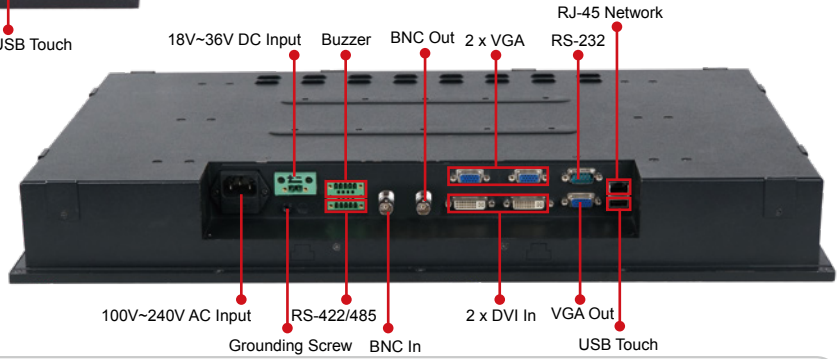 RJ-45 Network
USB Touch
18V~36V DC Input
Buzzer
BNC Out
2 x VGA
RS-232
100V~240V AC Input
RS-422/485
2 x DVI In
VGA Out
Grounding Screw
BNC In
USB Touch